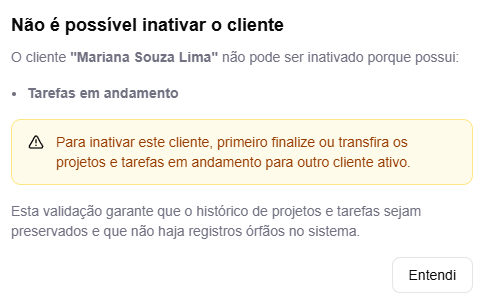 Não é possível inativar o cliente
O cliente "Mariana Souza Lima" não pode ser inativado porque possui:
• Tarefas em andamento
Para inativar este cliente, primeiro finalize ou transfira os
projetos e tarefas em andamento para outro cliente ativo.
Esta validação garante que o histórico de projetos e tarefas sejam
preservados e que não haja registros órfãos no sistema.
Entendi